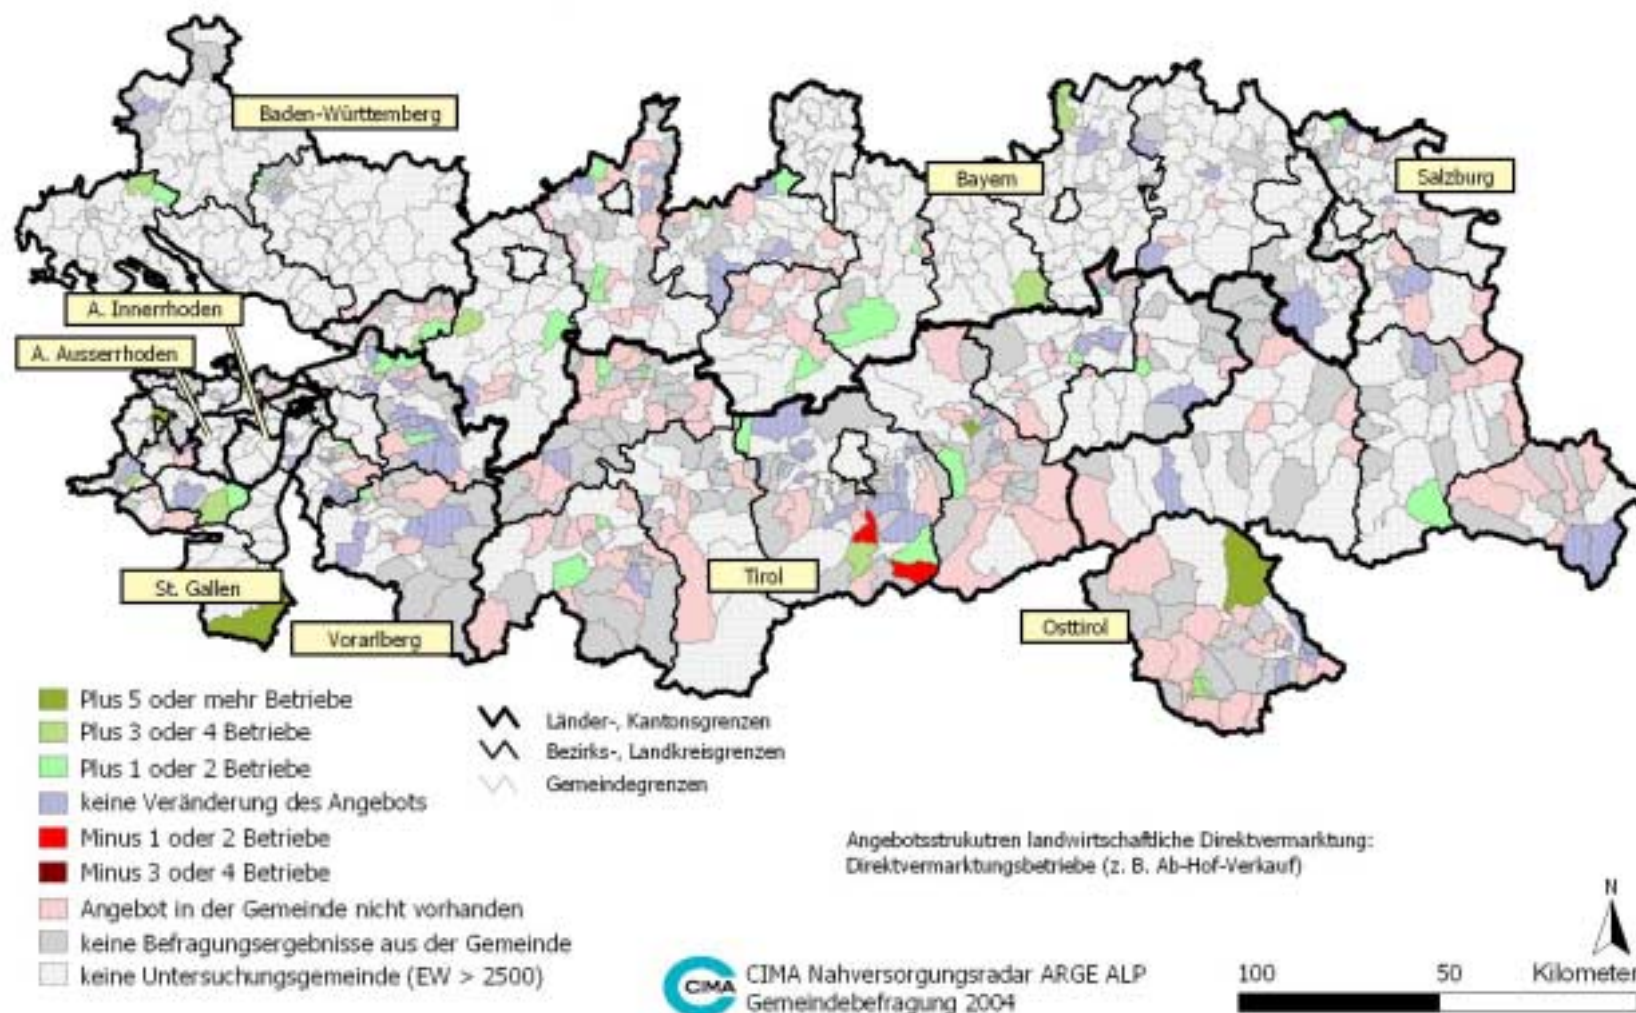 Baden-Württemberg
Bayern
Salzburg
A. Innerrhoden
A. Ausserrhoden
St. Gallen
Vorarlberg
Tirol
Osttirol
Plus 5 oder mehr Betriebe
Plus 3 oder 4 Betriebe
Plus 1 oder 2 Betriebe
keine Veränderung des Angebots
Minus 1 oder 2 Betriebe
Minus 3 oder 4 Betriebe
Angebot in der Gemeinde nicht vorhanden
keine Befragungsergebnisse aus der Gemeinde
keine Untersuchungsgemeinde (EW > 2500)
Länder-, Kantonsgrenzen
Bezirks-, Landkreisgrenzen
Gemeindegrenzen
Angebotsstrukutren landwirtschaftliche Direktvermarktung:
Direktvermarktungsbetriebe (z. B. Ab-Hof-Verkauf)
N
CIMA
CIMA Nahversorgungsradar ARGE ALP
Gemeindebefragung 2004
100 50 Kilometer